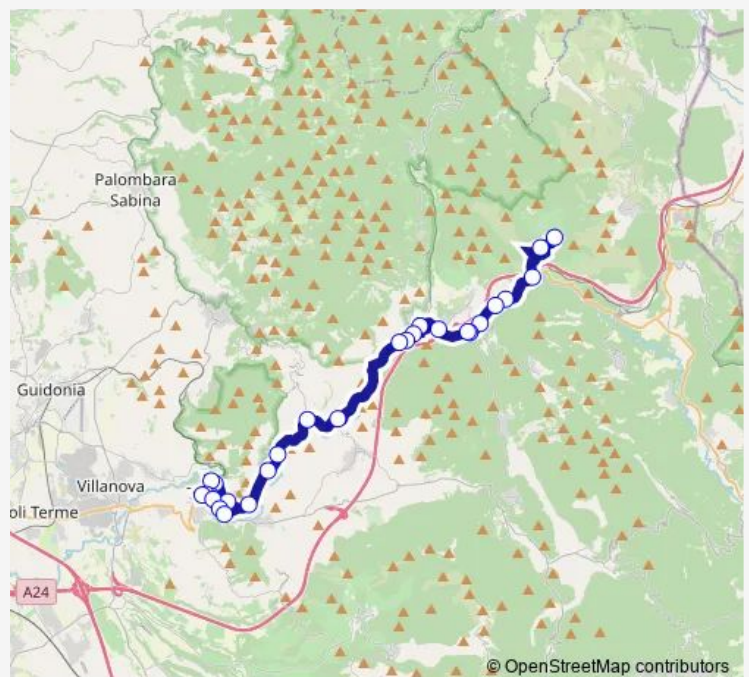 Palombara
Sabina
Guidonia
Villanova
oli Terme
A24
© OpenStreetMap contributors